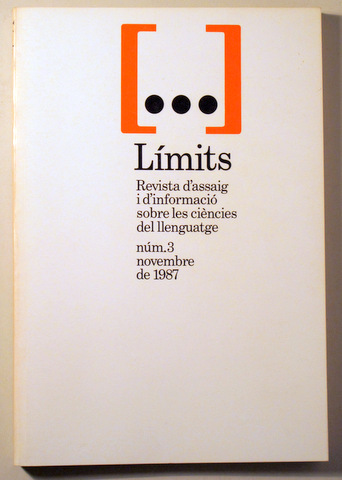 [...]
Límits
Revista d'assaig
i d'informació
sobre les ciències
del llenguatge
núm.3
novembre
de 1987